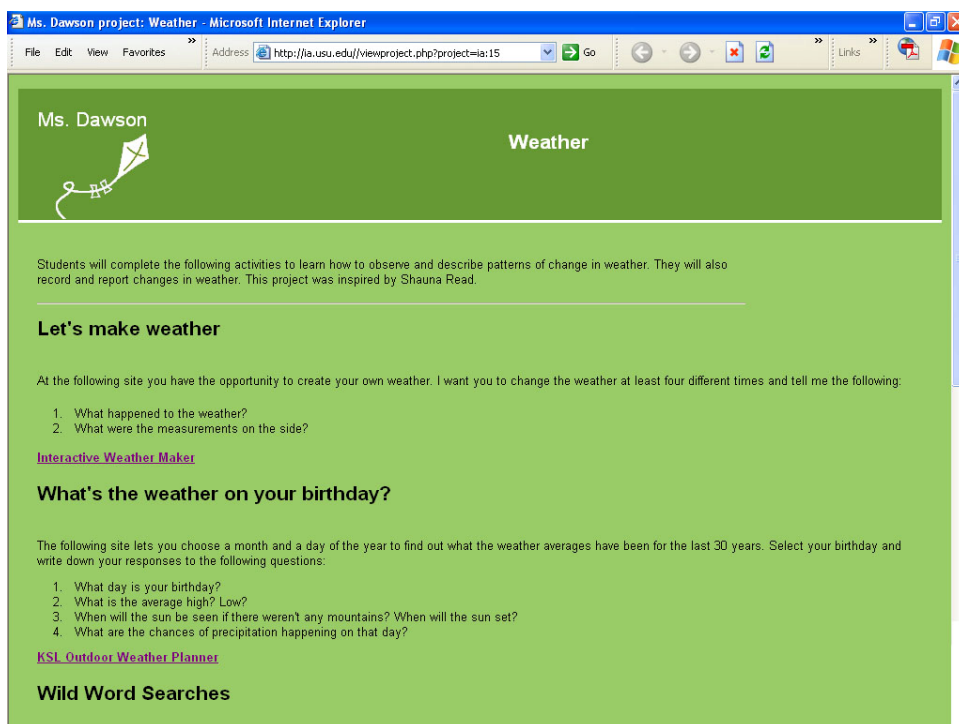 Ms. Dawson project: Weather - Microsoft Internet Explorer
File Edit View Favorites » Address http://ia.usu.edu//viewproject.php?project=ia:15 Go » Links »
Ms. Dawson
Weather
Students will complete the following activities to learn how to observe and describe patterns of change in weather. They will also
record and report changes in weather. This project was inspired by Shauna Read.
Let's make weather
At the following site you have the opportunity to create your own weather. I want you to change the weather at least four different times and tell me the following:
1. What happened to the weather?
2. What were the measurements on the side?
Interactive Weather Maker
What's the weather on your birthday?
The following site lets you choose a month and a day of the year to find out what the weather averages have been for the last 30 years. Select your birthday and
write down your responses to the following questions:
1. What day is your birthday?
2. What is the average high? Low?
3. When will the sun be seen if there weren't any mountains? When will the sun set?
4. What are the chances of precipitation happening on that day?
KSL Outdoor Weather Planner
Wild Word Searches